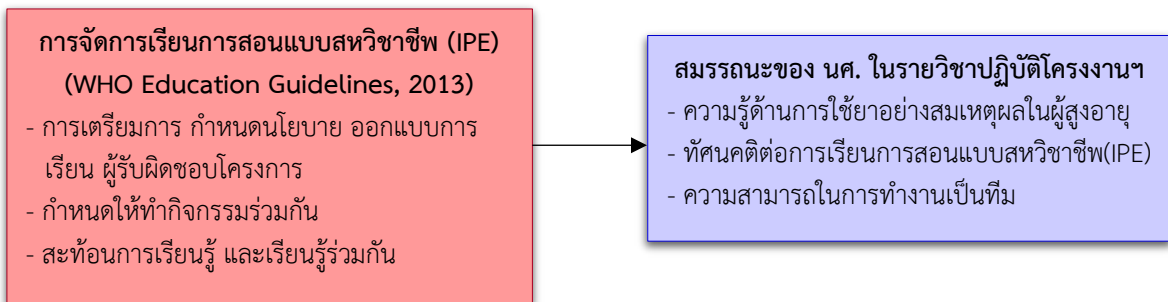 การจัดการเรียนการสอนแบบสหวิชาชีพ (IPE)
(WHO Education Guidelines, 2013)
- การเตรียมการ กำหนดนโยบาย ออกแบบการ
เรียน ผู้รับผิดชอบโครงการ
- กำหนดให้ทำกิจกรรมร่วมกัน
- สะท้อนการเรียนรู้ และเรียนรู้ร่วมกัน
สมรรถนะของ นศ. ในรายวิชาปฏิบัติโครงงานฯ
- ความรู้ด้านการใช้ยาอย่างสมเหตุผลในผู้สูงอายุ
- ทัศนคติต่อการเรียนการสอนแบบสหวิชาชีพ(IPE)
- ความสามารถในการทำงานเป็นทีม